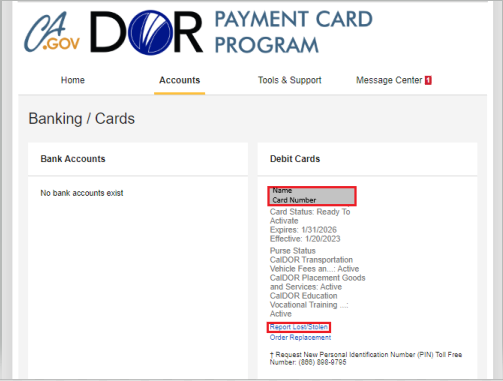 CA.GOV DOR PAYMENT CARD
PROGRAM
Home Accounts Tools & Support Message Center 1
Banking / Cards
Bank Accounts
No bank accounts exist
Debit Cards
Name
Card Number
Card Status: Ready To
Activate
Expires: 1/31/2026
Effective: 1/20/2023
Purse Status
CalDOR Transportation
Vehicle Fees an...: Active
CalDOR Placement Goods
and Services: Active
CalDOR Education
Vocational Training ...:
Active
Report Lost/Stolen
Order Replacement
† Request New Personal Identification Number (PIN) Toll Free
Number: (866) 898-9795